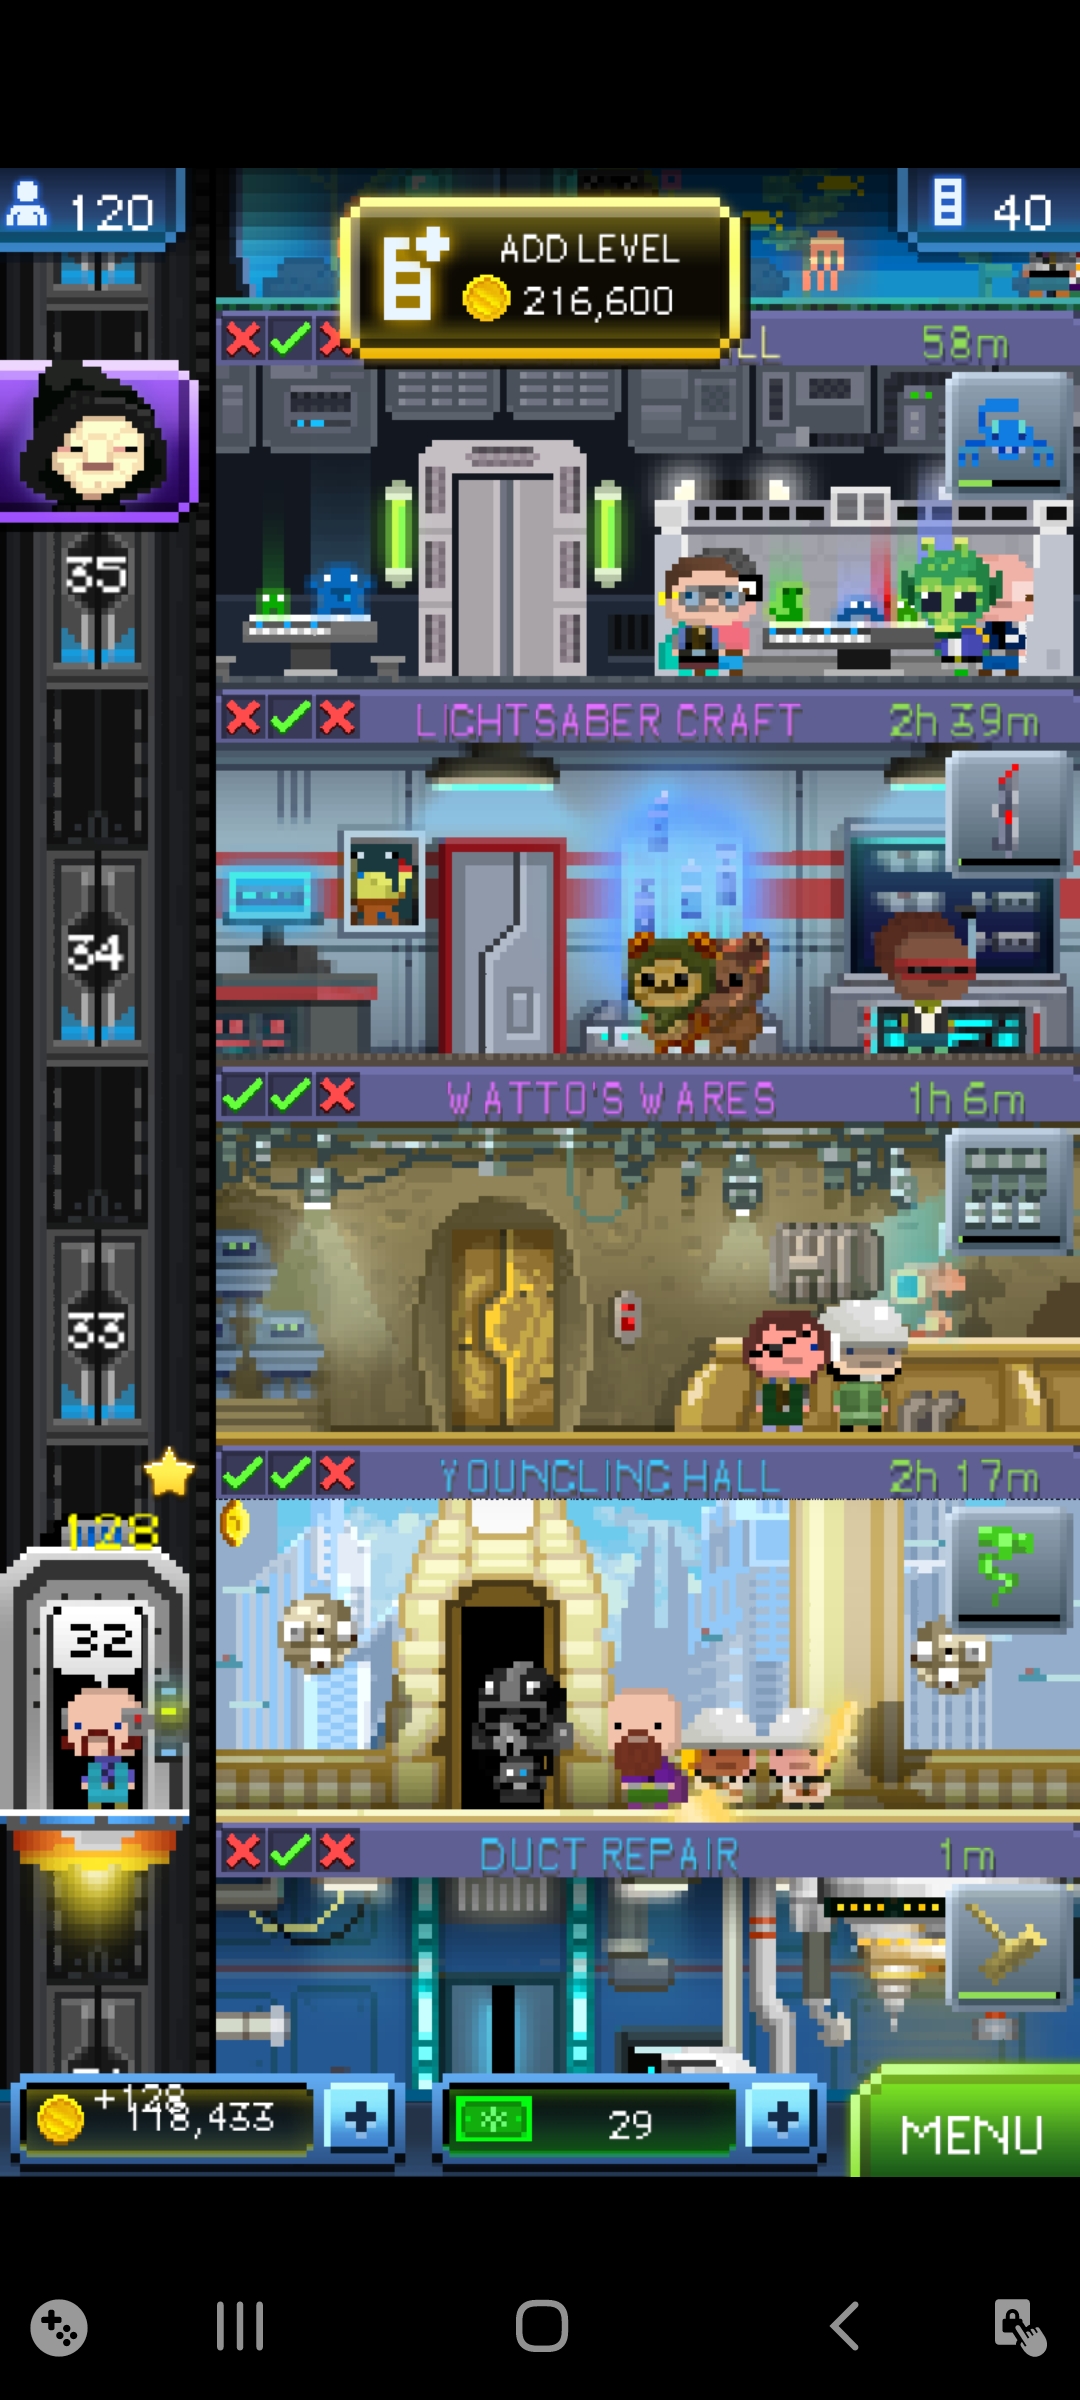 120
ADD LEVEL
216,600
40
LL
58m
35
LIGHTSABER CRAFT
2h 39m
34
WATTO'S WARES
1h 6m
33
YOUNGLING HALL
2h 17m
128
32
DUCT REPAIR
1m
+128
118,433
29
MENU